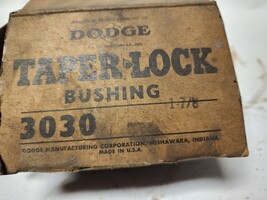 DODGE
TAPER-LOCK
BUSHING
1-7/8
3030
DODGE MANUFACTURING CORPORATION, MISHAWAKA, INDIANA
MADE IN U.S.A.